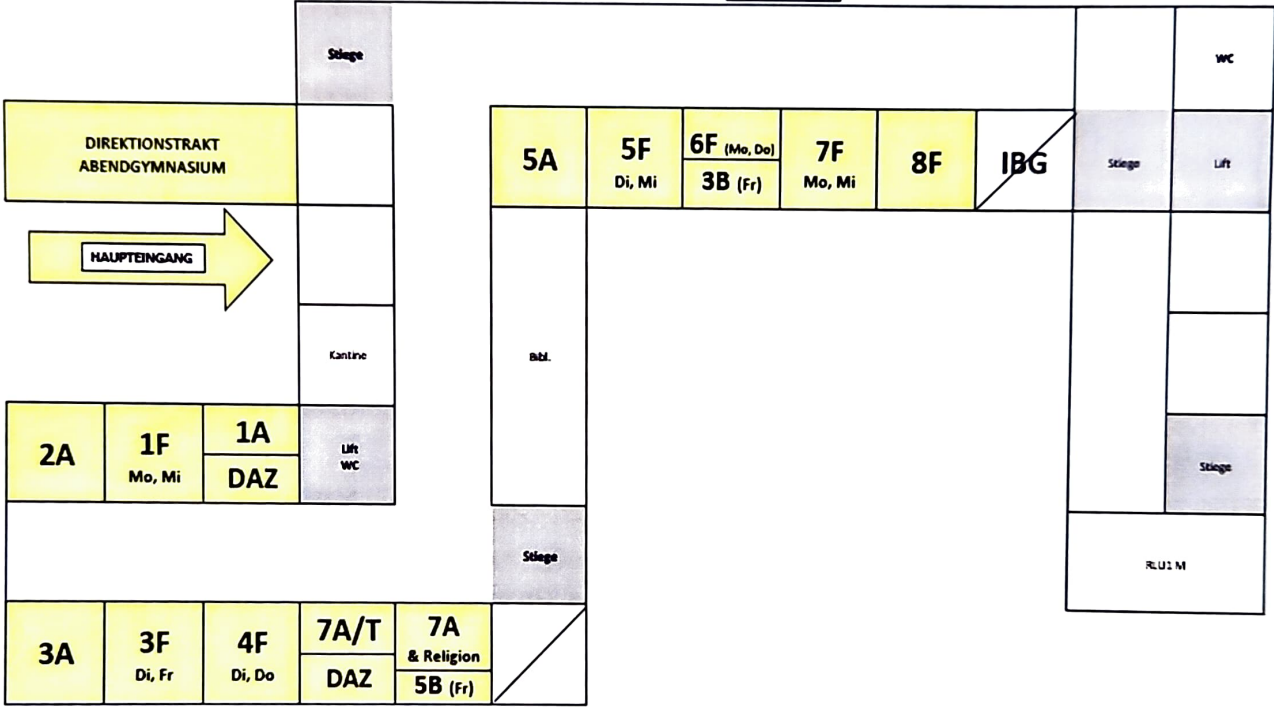 Stiege
WC
DIREKTIONSTRAKT
ABENDGYMNASIUM
5A
5F
Di, Mi
6F (Mo, Do)
3B (Fr)
7F
Mo, Mi
8F
IBG
Stiege
Lift
HAUPTEINGANG
Kantine
Bibl.
2A
1F
Mo, Mi
1A
DAZ
Lift
WC
Stiege
Stiege
RLU1 M
3A
3F
Di, Fr
4F
Di, Do
7A/T
DAZ
7A
& Religion
5B (Fr)